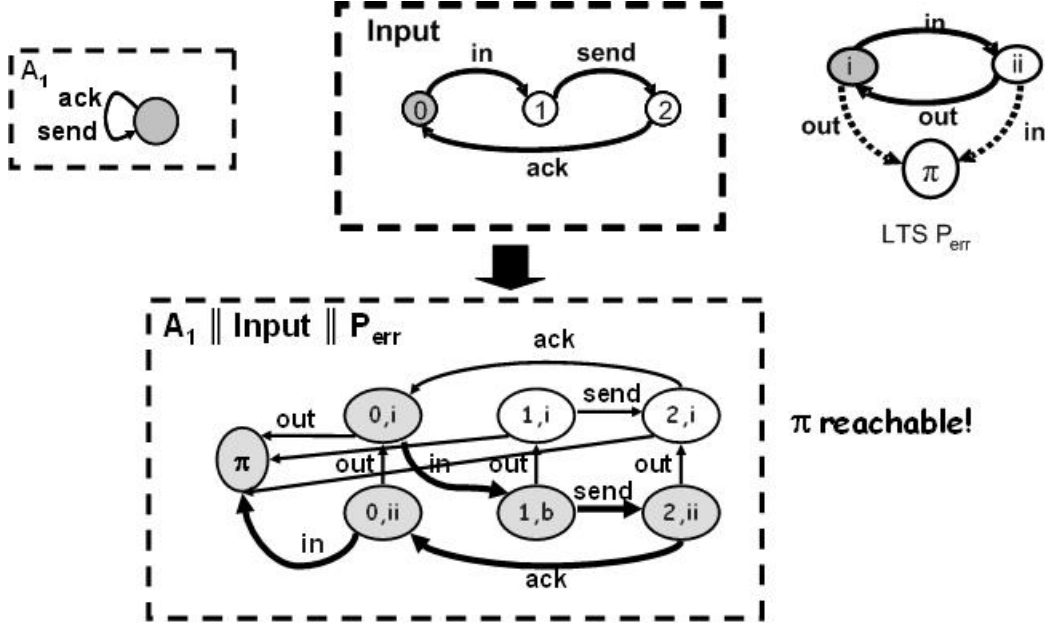 A1
ack
send
Input
in
send
0
1
2
ack
in
i
ii
out
out
in
π
LTS Perr
A1 || Input || Perr
ack
0,i
1,i
send
2,i
out
π
out
in
out
out
0,ii
1,b
send
2,ii
in
ack
π reachable!